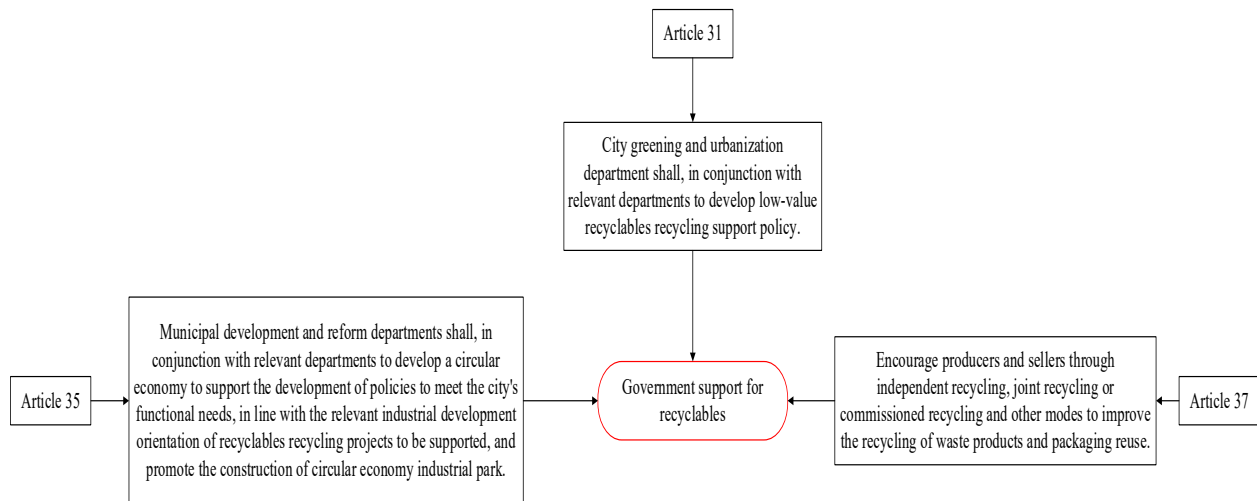 Article 31
City greening and urbanization
department shall, in conjunction with
relevant departments to develop low-value
recyclables recycling support policy.
Article 35
Municipal development and reform departments shall, in
conjunction with relevant departments to develop a circular
economy to support the development of policies to meet the city's
functional needs, in line with the relevant industrial development
orientation of recyclables recycling projects to be supported, and
promote the construction of circular economy industrial park.
Government support for
recyclables
Encourage producers and sellers through
independent recycling, joint recycling or
commissioned recycling and other modes to improve
the recycling of waste products and packaging reuse.
Article 37